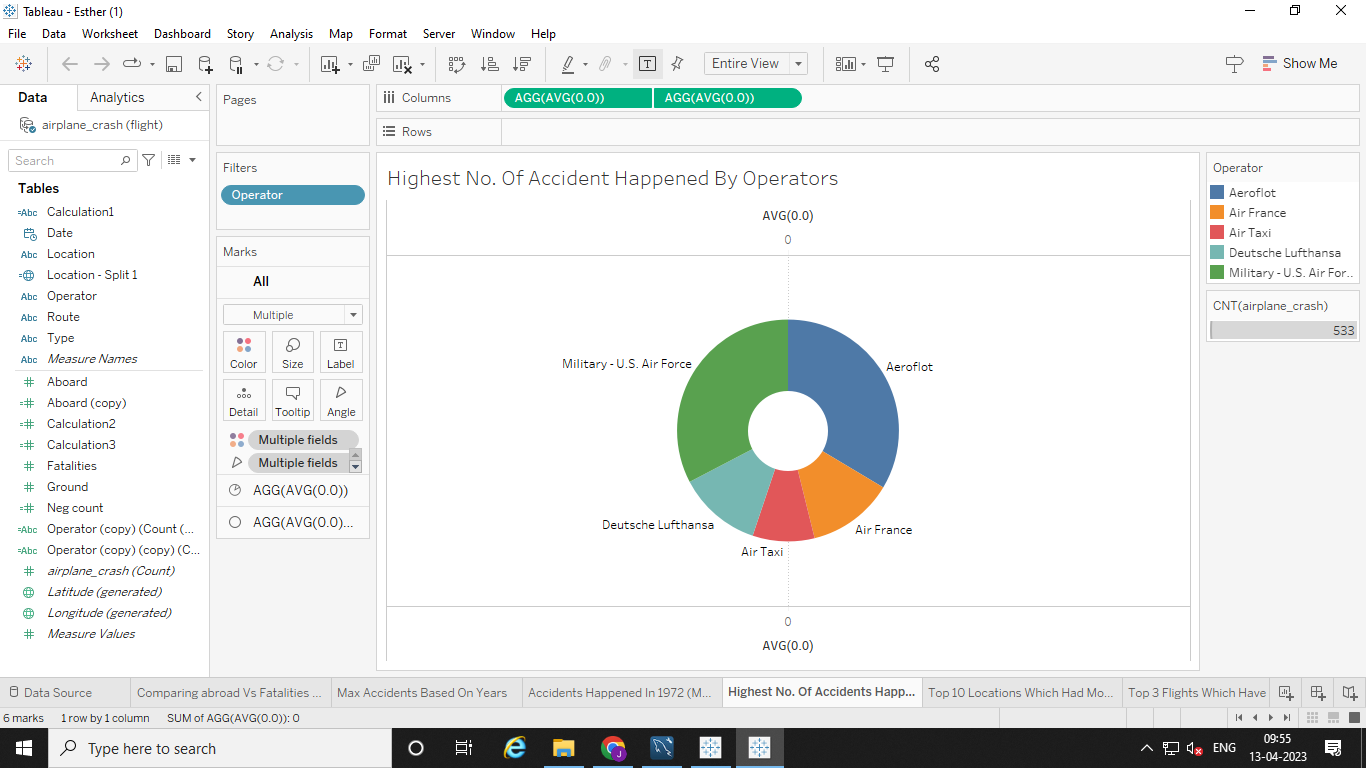 Tableau - Esther (1)
File Data Worksheet Dashboard Story Analysis Map Format Server Window Help
Entire View
Show Me
Data Analytics
airplane_crash (flight)
Search
Tables
=Abc Calculation1
Date
Abc Location
Location - Split 1
Abc Operator
Abc Route
Abc Type
Abc Measure Names
# Aboard
=# Aboard (copy)
=# Calculation2
=# Calculation3
# Fatalities
# Ground
=# Neg count
=Abc Operator (copy) (Count (...
=Abc Operator (copy) (copy) (C...
# airplane_crash (Count)
Latitude (generated)
Longitude (generated)
# Measure Values
Pages
Filters
Operator
Marks
All
Multiple
Color Size Label
Detail Tooltip Angle
Multiple fields
Multiple fields
AGG(AVG(0.0))
AGG(AVG(0.0)...
Columns
AGG(AVG(0.0)) AGG(AVG(0.0))
Rows
Highest No. Of Accident Happened By Operators
AVG(0.0)
0
Military - U.S. Air Force
Aeroflot
Deutsche Lufthansa
Air France
Air Taxi
0
AVG(0.0)
Operator
Aeroflot
Air France
Air Taxi
Deutsche Lufthansa
Military - U.S. Air For..
CNT(airplane_crash)
533
Data Source Comparing abroad Vs Fatalities ... Max Accidents Based On Years Accidents Happened In 1972 (M... Highest No. Of Accidents Happ... Top 10 Locations Which Had Mo... Top 3 Flights Which Have
6 marks 1 row by 1 column SUM of AGG(AVG(0.0)): 0
Type here to search
ENG
09:55
13-04-2023